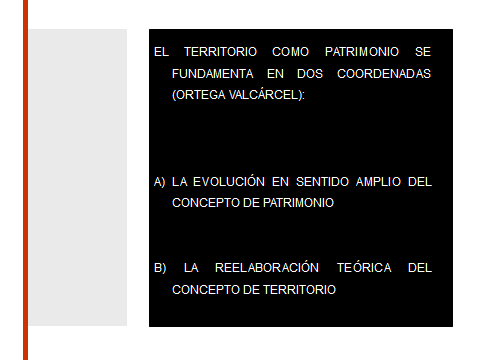 EL TERRITORIO COMO PATRIMONIO SE
FUNDAMENTA EN DOS COORDENADAS
(ORTEGA VALCÁRCEL):
A) LA EVOLUCIÓN EN SENTIDO AMPLIO DEL
CONCEPTO DE PATRIMONIO
B) LA REELABORACIÓN TEÓRICA DEL
CONCEPTO DE TERRITORIO